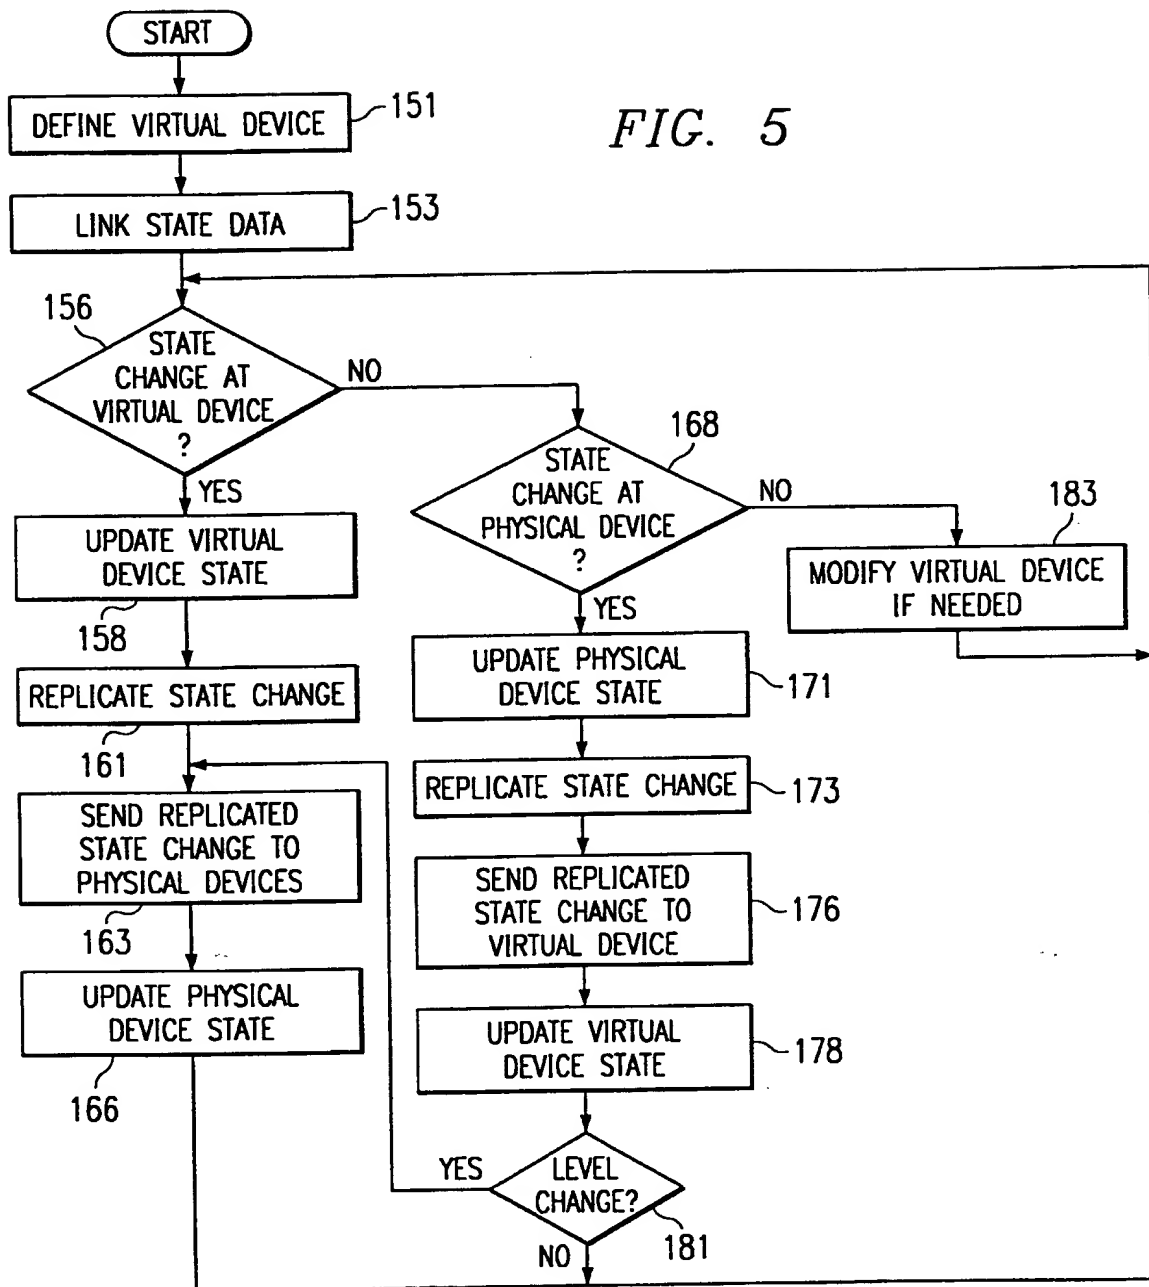 START
DEFINE VIRTUAL DEVICE
151
FIG. 5
LINK STATE DATA
153
156
STATE
CHANGE AT
VIRTUAL DEVICE
?
NO
YES
168
STATE
CHANGE AT
PHYSICAL DEVICE
?
NO
YES
183
MODIFY VIRTUAL DEVICE
IF NEEDED
UPDATE VIRTUAL
DEVICE STATE
158
REPLICATE STATE CHANGE
161
SEND REPLICATED
STATE CHANGE TO
PHYSICAL DEVICES
163
UPDATE PHYSICAL
DEVICE STATE
166
UPDATE PHYSICAL
DEVICE STATE
171
REPLICATE STATE CHANGE
173
SEND REPLICATED
STATE CHANGE TO
VIRTUAL DEVICE
176
UPDATE VIRTUAL
DEVICE STATE
178
YES
LEVEL
CHANGE?
181
NO